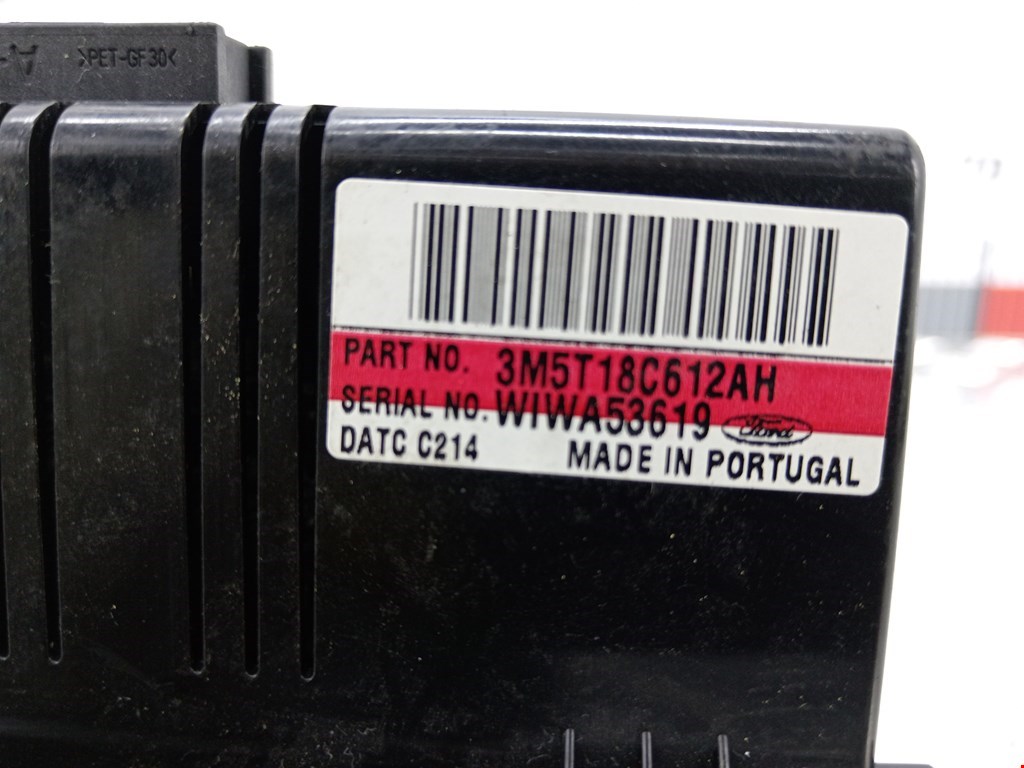 >PET-GF30<
PART NO. 3M5T18C612AH
SERIAL NO. WIWA53619 Ford
DATC C214 MADE IN PORTUGAL